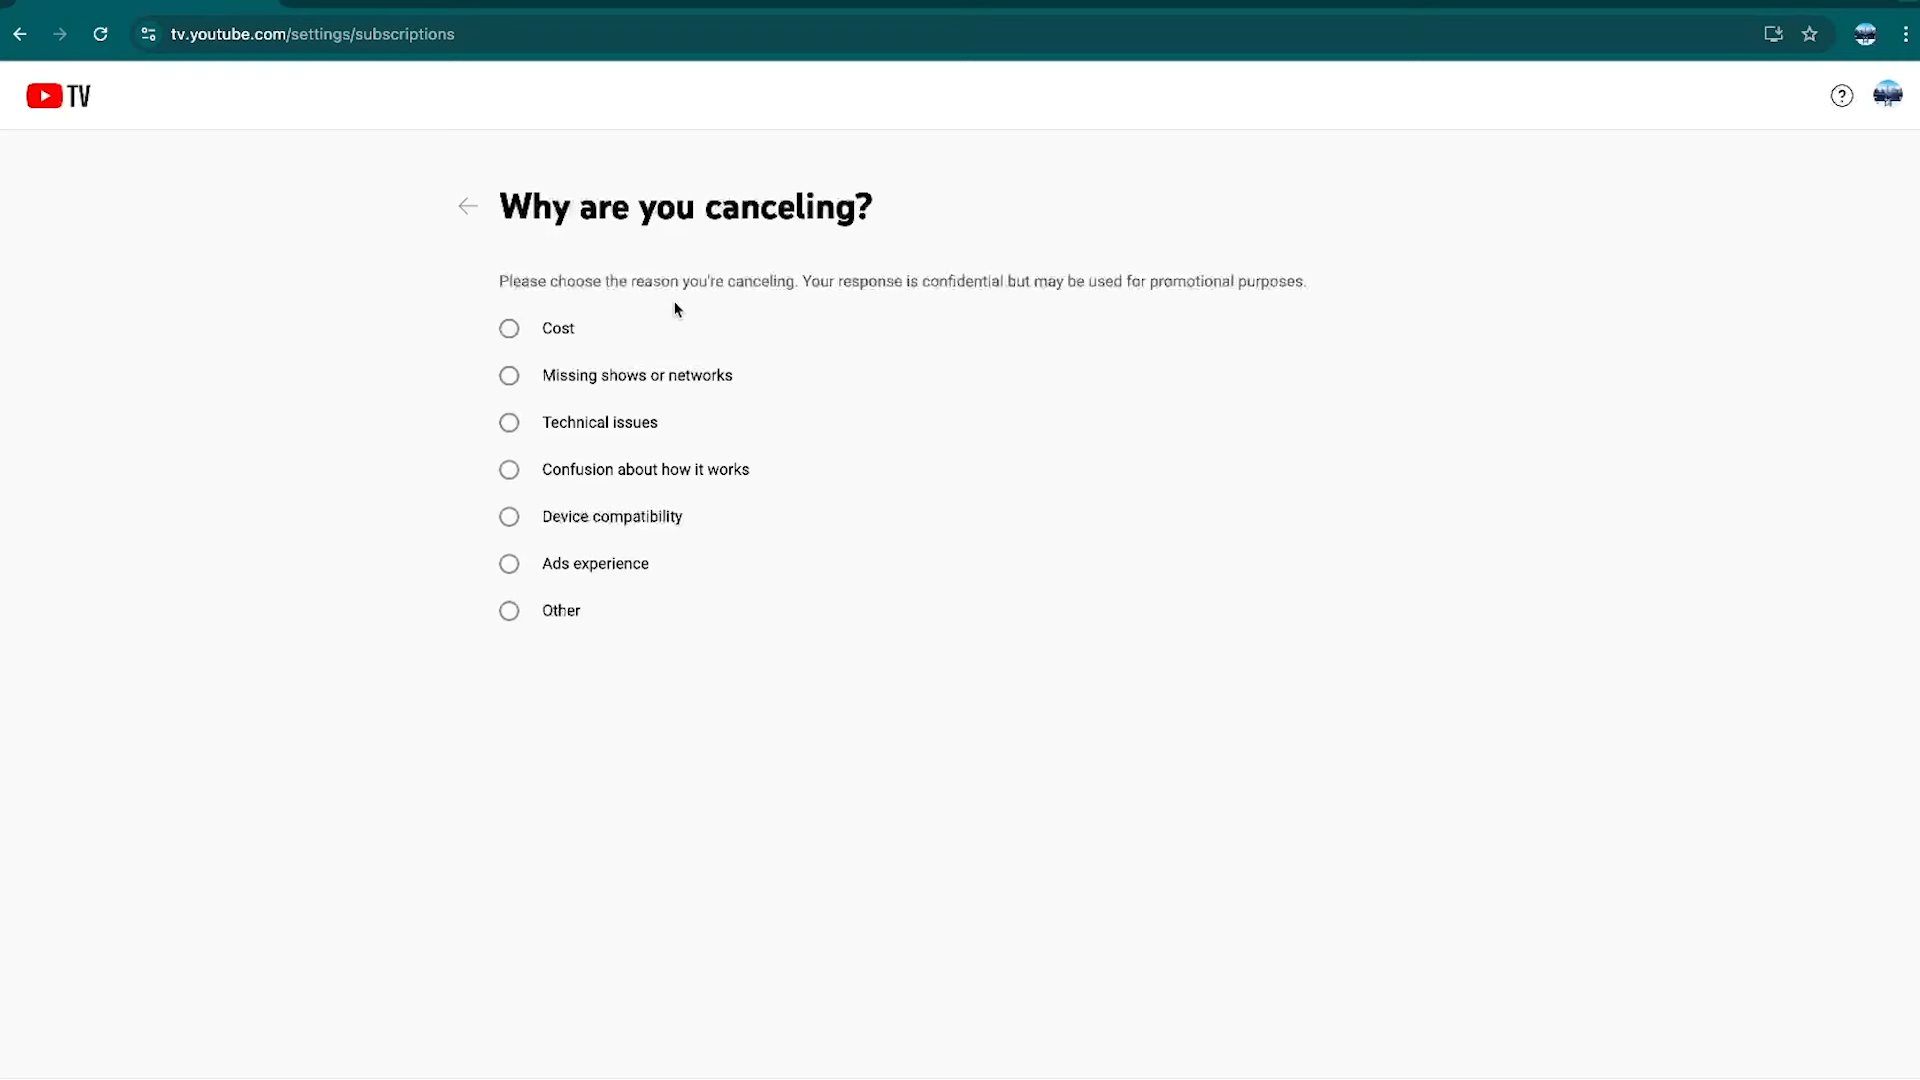 tv.youtube.com/settings/subscriptions
TV
Why are you canceling?
Please choose the reason you're canceling. Your response is confidential but may be used for promotional purposes.
Cost
Missing shows or networks
Technical issues
Confusion about how it works
Device compatibility
Ads experience
Other